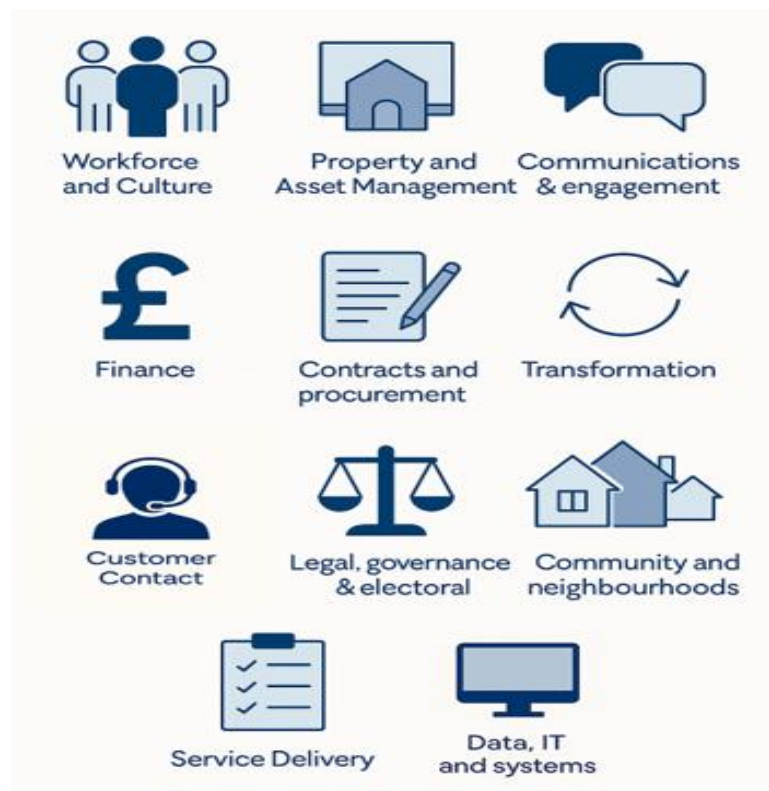 Workforce
and Culture
Property and
Asset Management
Communications
& engagement
£
Finance
Contracts and
procurement
Transformation
Customer
Contact
Legal, governance
& electoral
Community and
neighbourhoods
Service Delivery
Data, IT
and systems